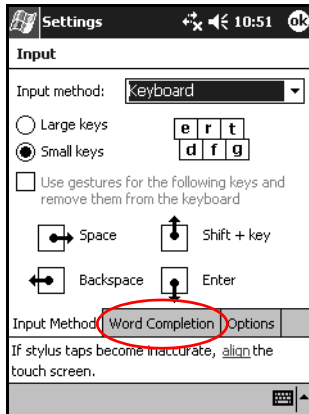 Settings 10:51 ok
Input
Input method: Keyboard
Large keys
Small keys
e r t
d f g
Use gestures for the following keys and
remove them from the keyboard
Space Shift + key
Backspace Enter
Input Method Word Completion Options
If stylus taps become inaccurate, align the
touch screen.